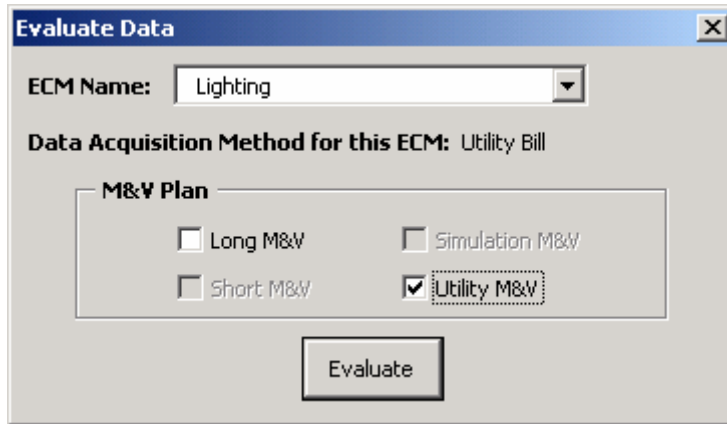 Evaluate Data
ECM Name: Lighting
Data Acquisition Method for this ECM: Utility Bill
M&V Plan
Long M&V Simulation M&V
Short M&V Utility M&V
Evaluate